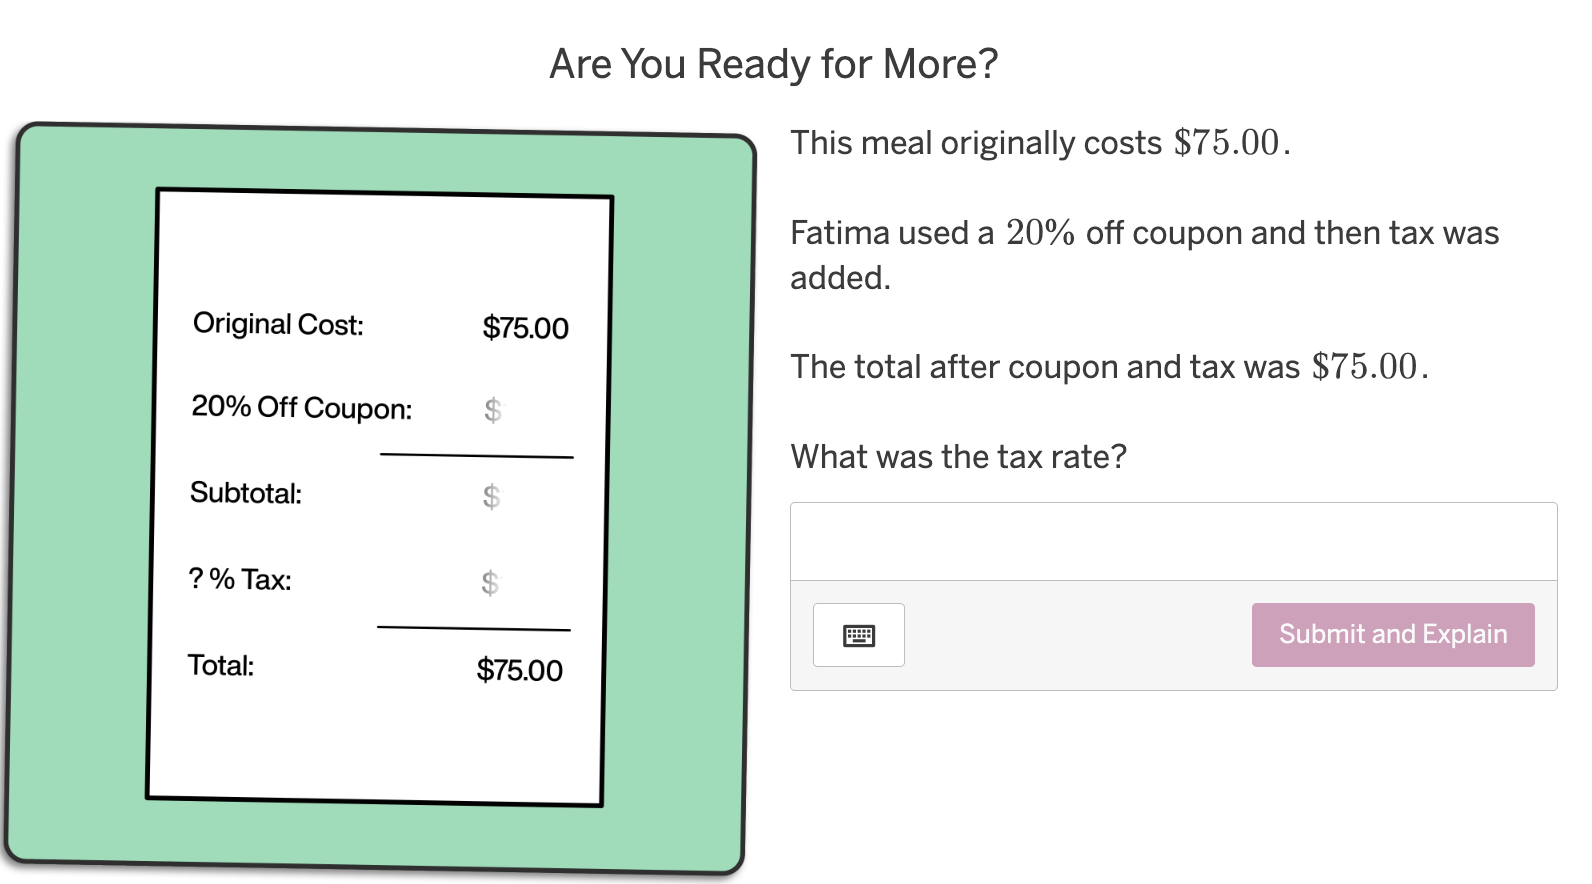 Are You Ready for More?
Original Cost: $75.00
20% Off Coupon: $
Subtotal: $
? % Tax: $
Total: $75.00
This meal originally costs $75.00.
Fatima used a 20% off coupon and then tax was
added.
The total after coupon and tax was $75.00.
What was the tax rate?
Submit and Explain